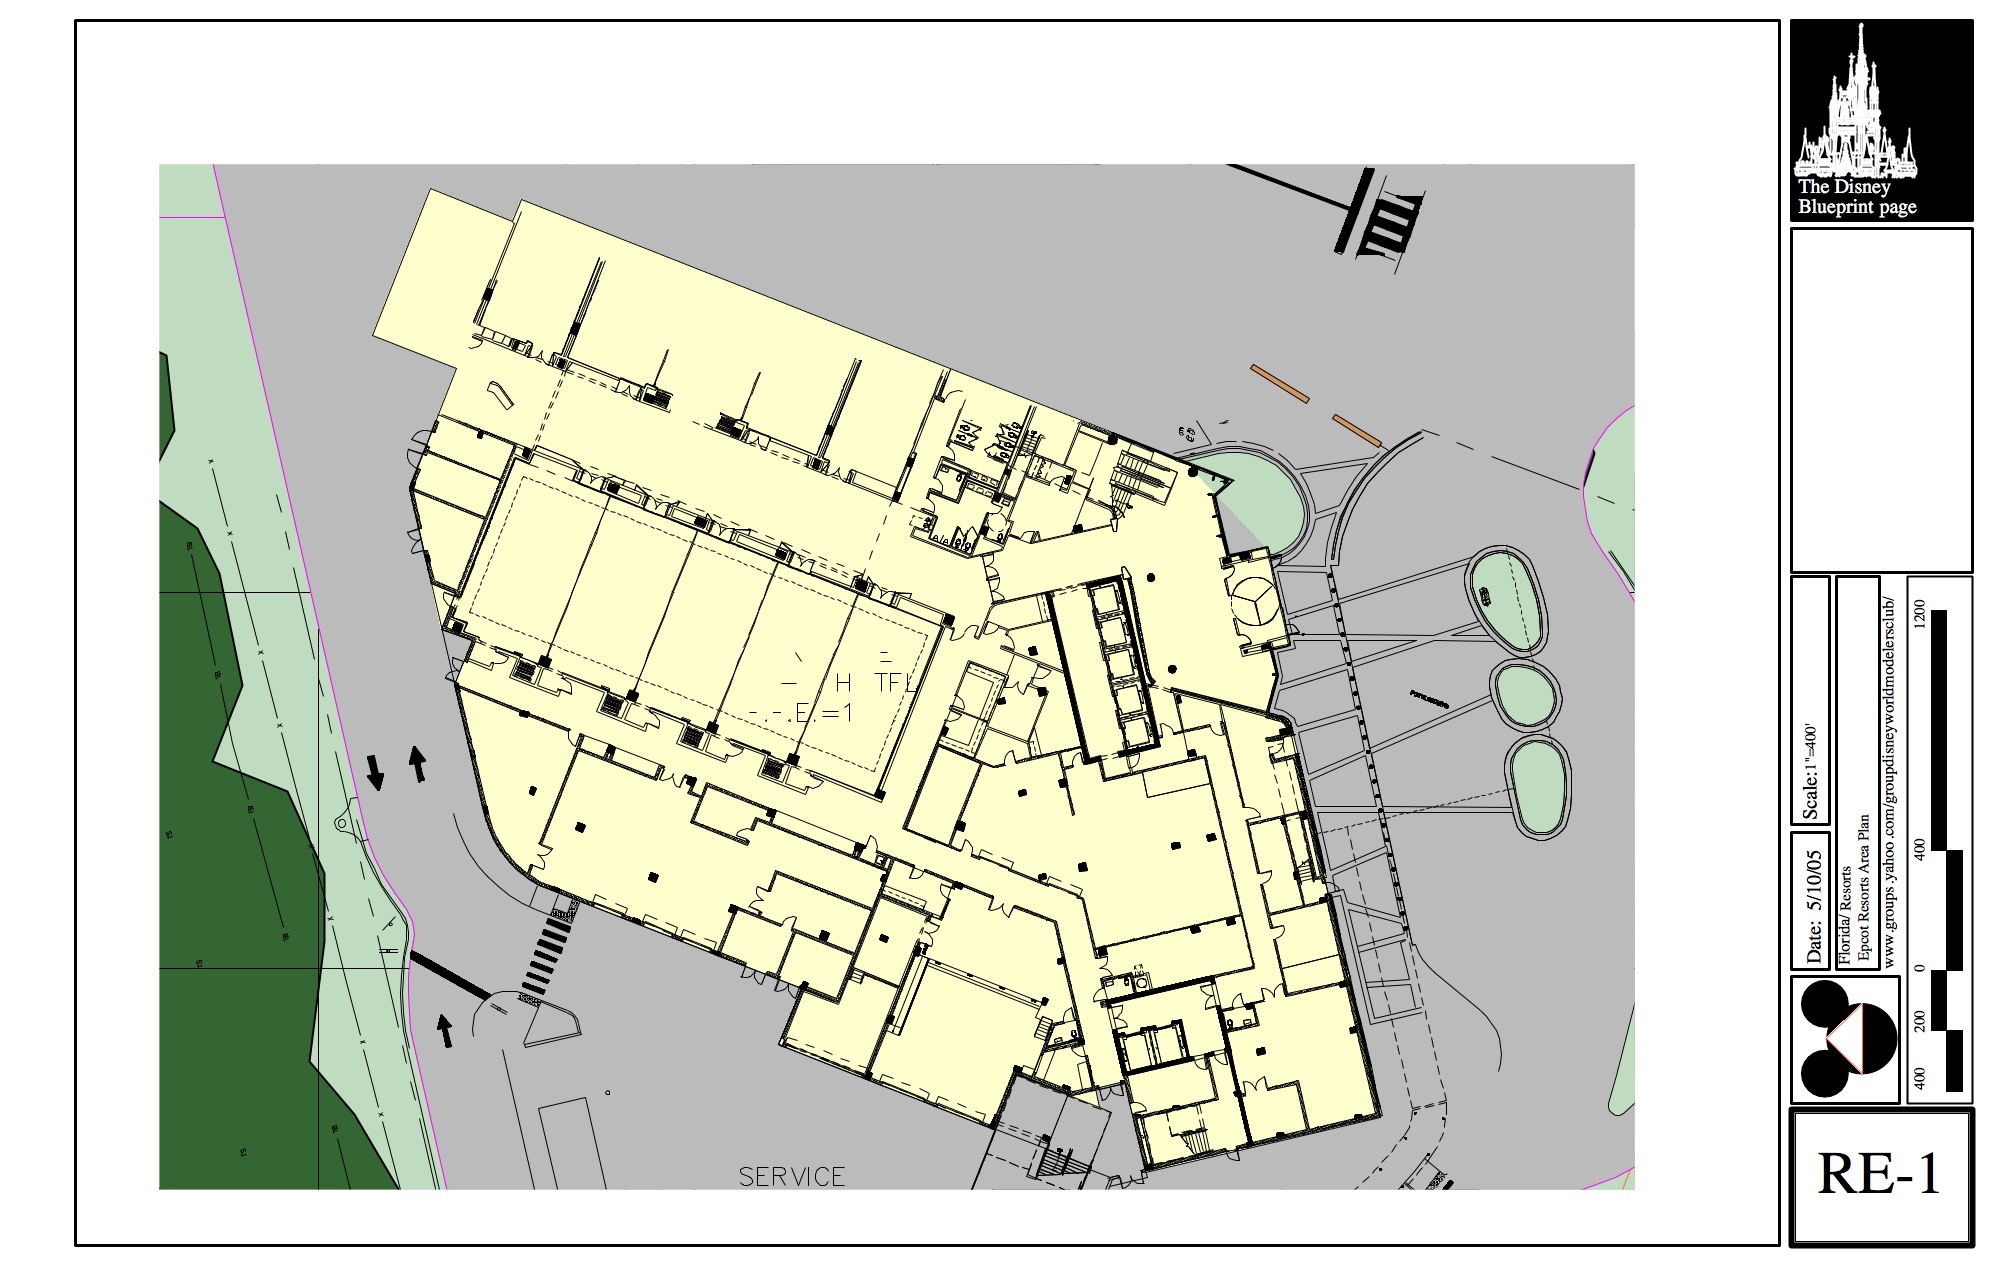 The Disney
Blueprint page
H TFL
-.-.E.=1
SERVICE
Scale:1"=400'
Date: 5/10/05
Florida/ Resorts
Epcot Resorts Area Plan
www.groups.yahoo.com/groupdisneyworldmodelersclub/
1200
400
0
200
400
RE-1